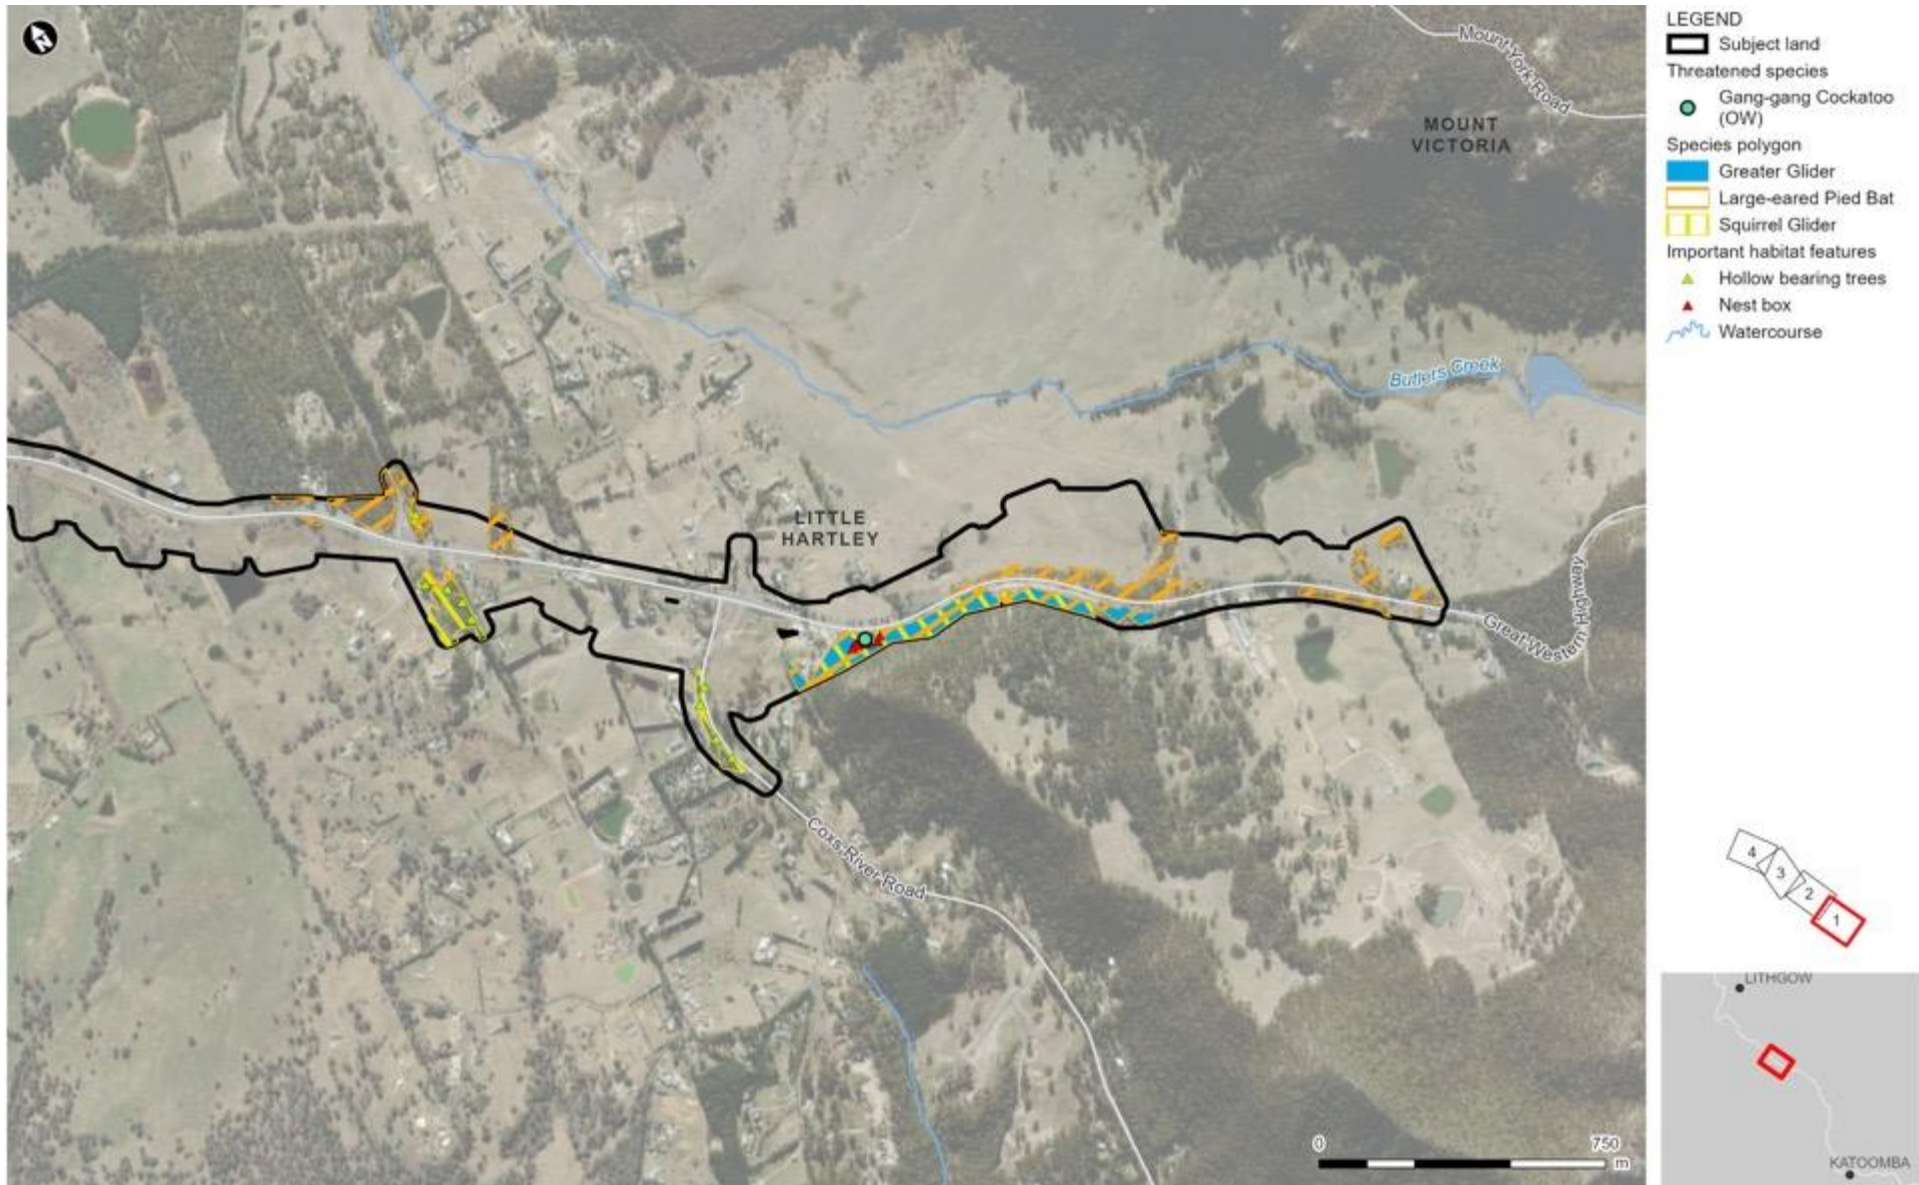 LEGEND
Subject land
Threatened species
Gang-gang Cockatoo
(OW)
Species polygon
Greater Glider
Large-eared Pied Bat
Squirrel Glider
Important habitat features
Hollow bearing trees
Nest box
Watercourse
N
Mount York Road
MOUNT
VICTORIA
Butlers Creek
LITTLE
HARTLEY
Great Western Highway
Coxs River Road
4
3
2
1
LITHGOW
KATOOMBA
0 750
m